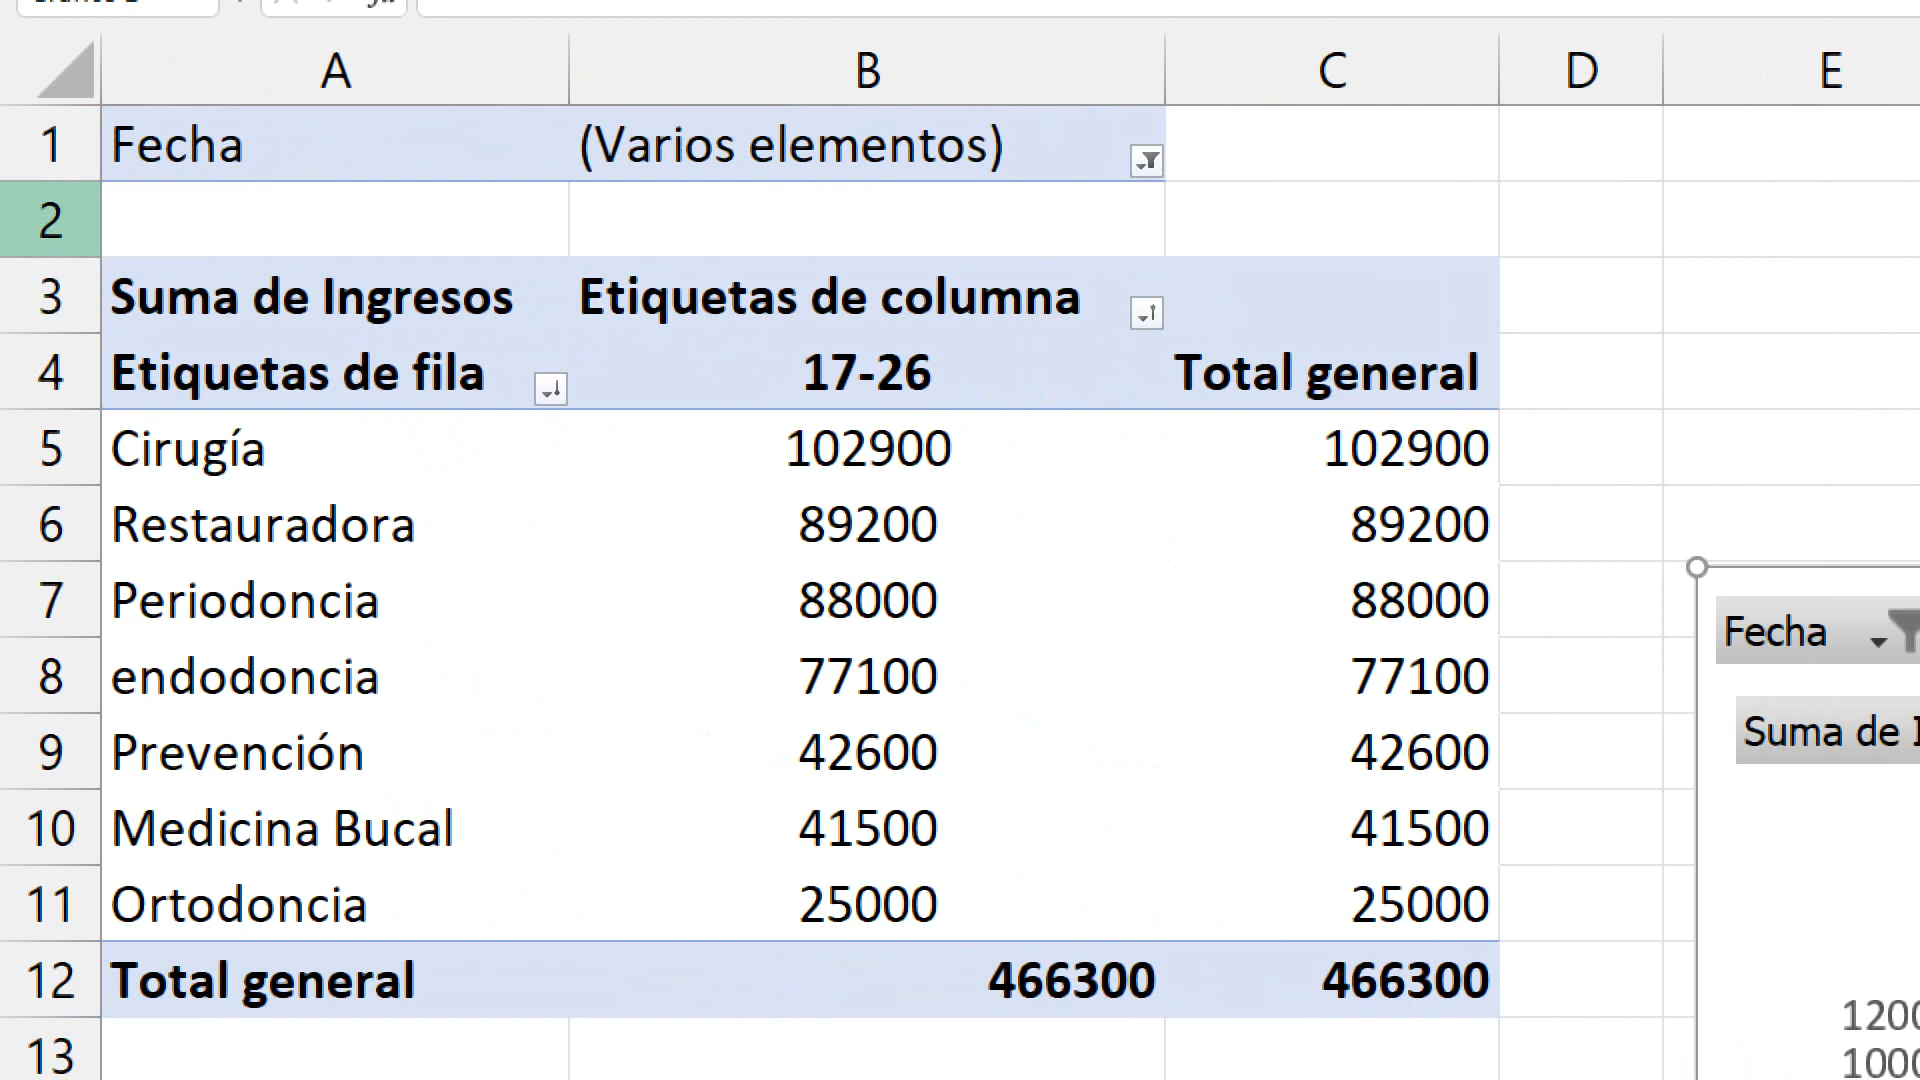 A B C D E
1 Fecha (Varios elementos)
2
3 Suma de Ingresos Etiquetas de columna
4 Etiquetas de fila 17-26 Total general
5 Cirugía 102900 102900
6 Restauradora 89200 89200
7 Periodoncia 88000 88000
8 endodoncia 77100 77100
9 Prevención 42600 42600
10 Medicina Bucal 41500 41500
11 Ortodoncia 25000 25000
12 Total general 466300 466300
13
Fecha
Suma de